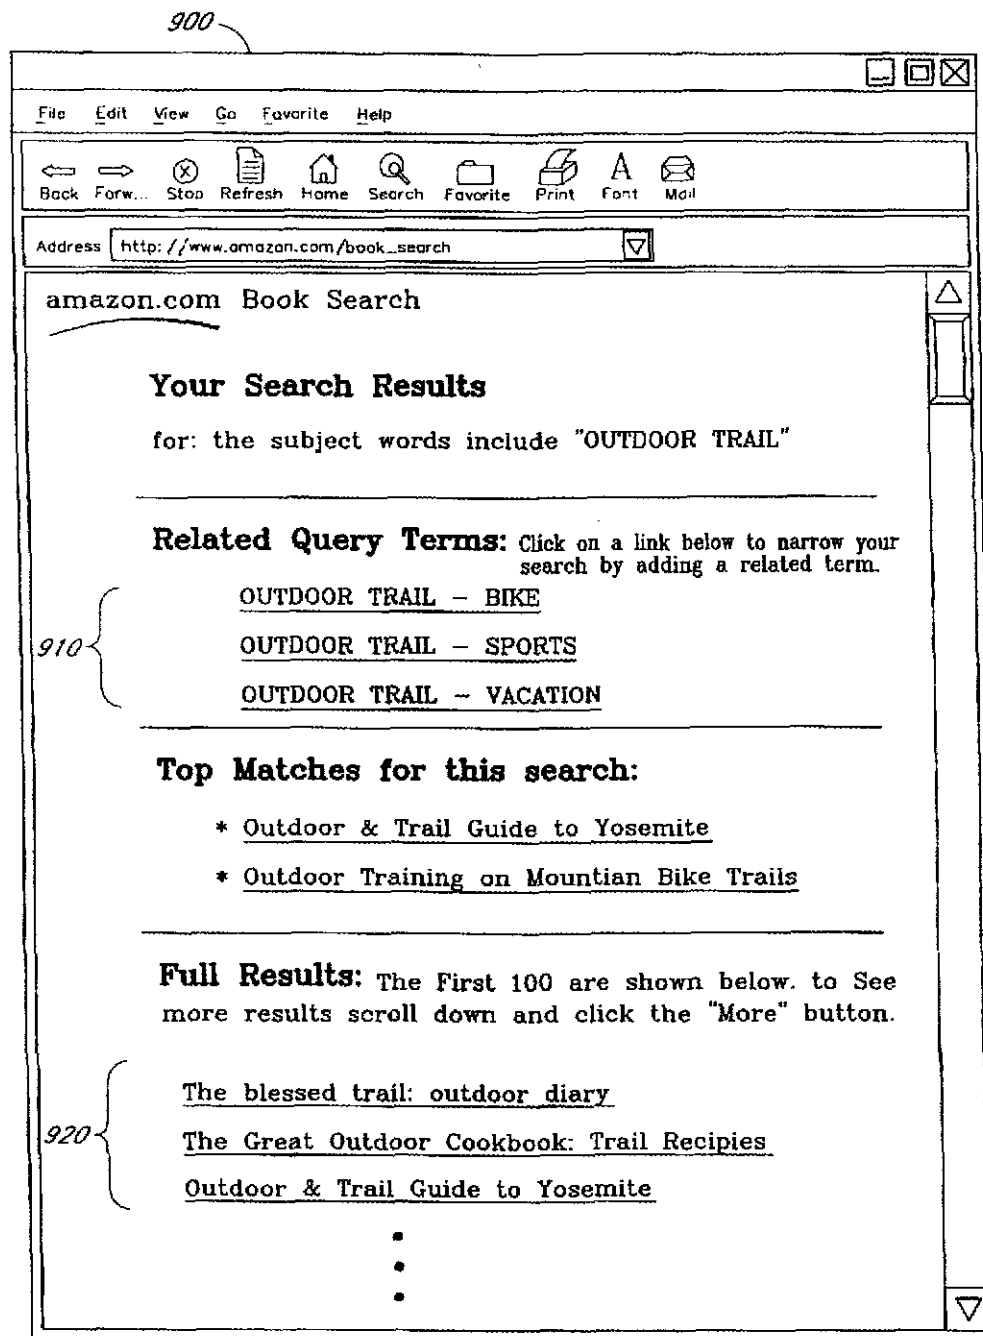 900
File Edit View Go Favorite Help
Back Forw... Stop Refresh Home Search Favorite Print Font Mail
Address http://www.amazon.com/book_search
amazon.com Book Search
Your Search Results
for: the subject words include "OUTDOOR TRAIL"
Related Query Terms: Click on a link below to narrow your
search by adding a related term.
OUTDOOR TRAIL – BIKE
910
OUTDOOR TRAIL – SPORTS
OUTDOOR TRAIL – VACATION
Top Matches for this search:
* Outdoor & Trail Guide to Yosemite
* Outdoor Training on Mountian Bike Trails
Full Results: The First 100 are shown below. to See
more results scroll down and click the "More" button.
The blessed trail: outdoor diary
920
The Great Outdoor Cookbook: Trail Recipies
Outdoor & Trail Guide to Yosemite